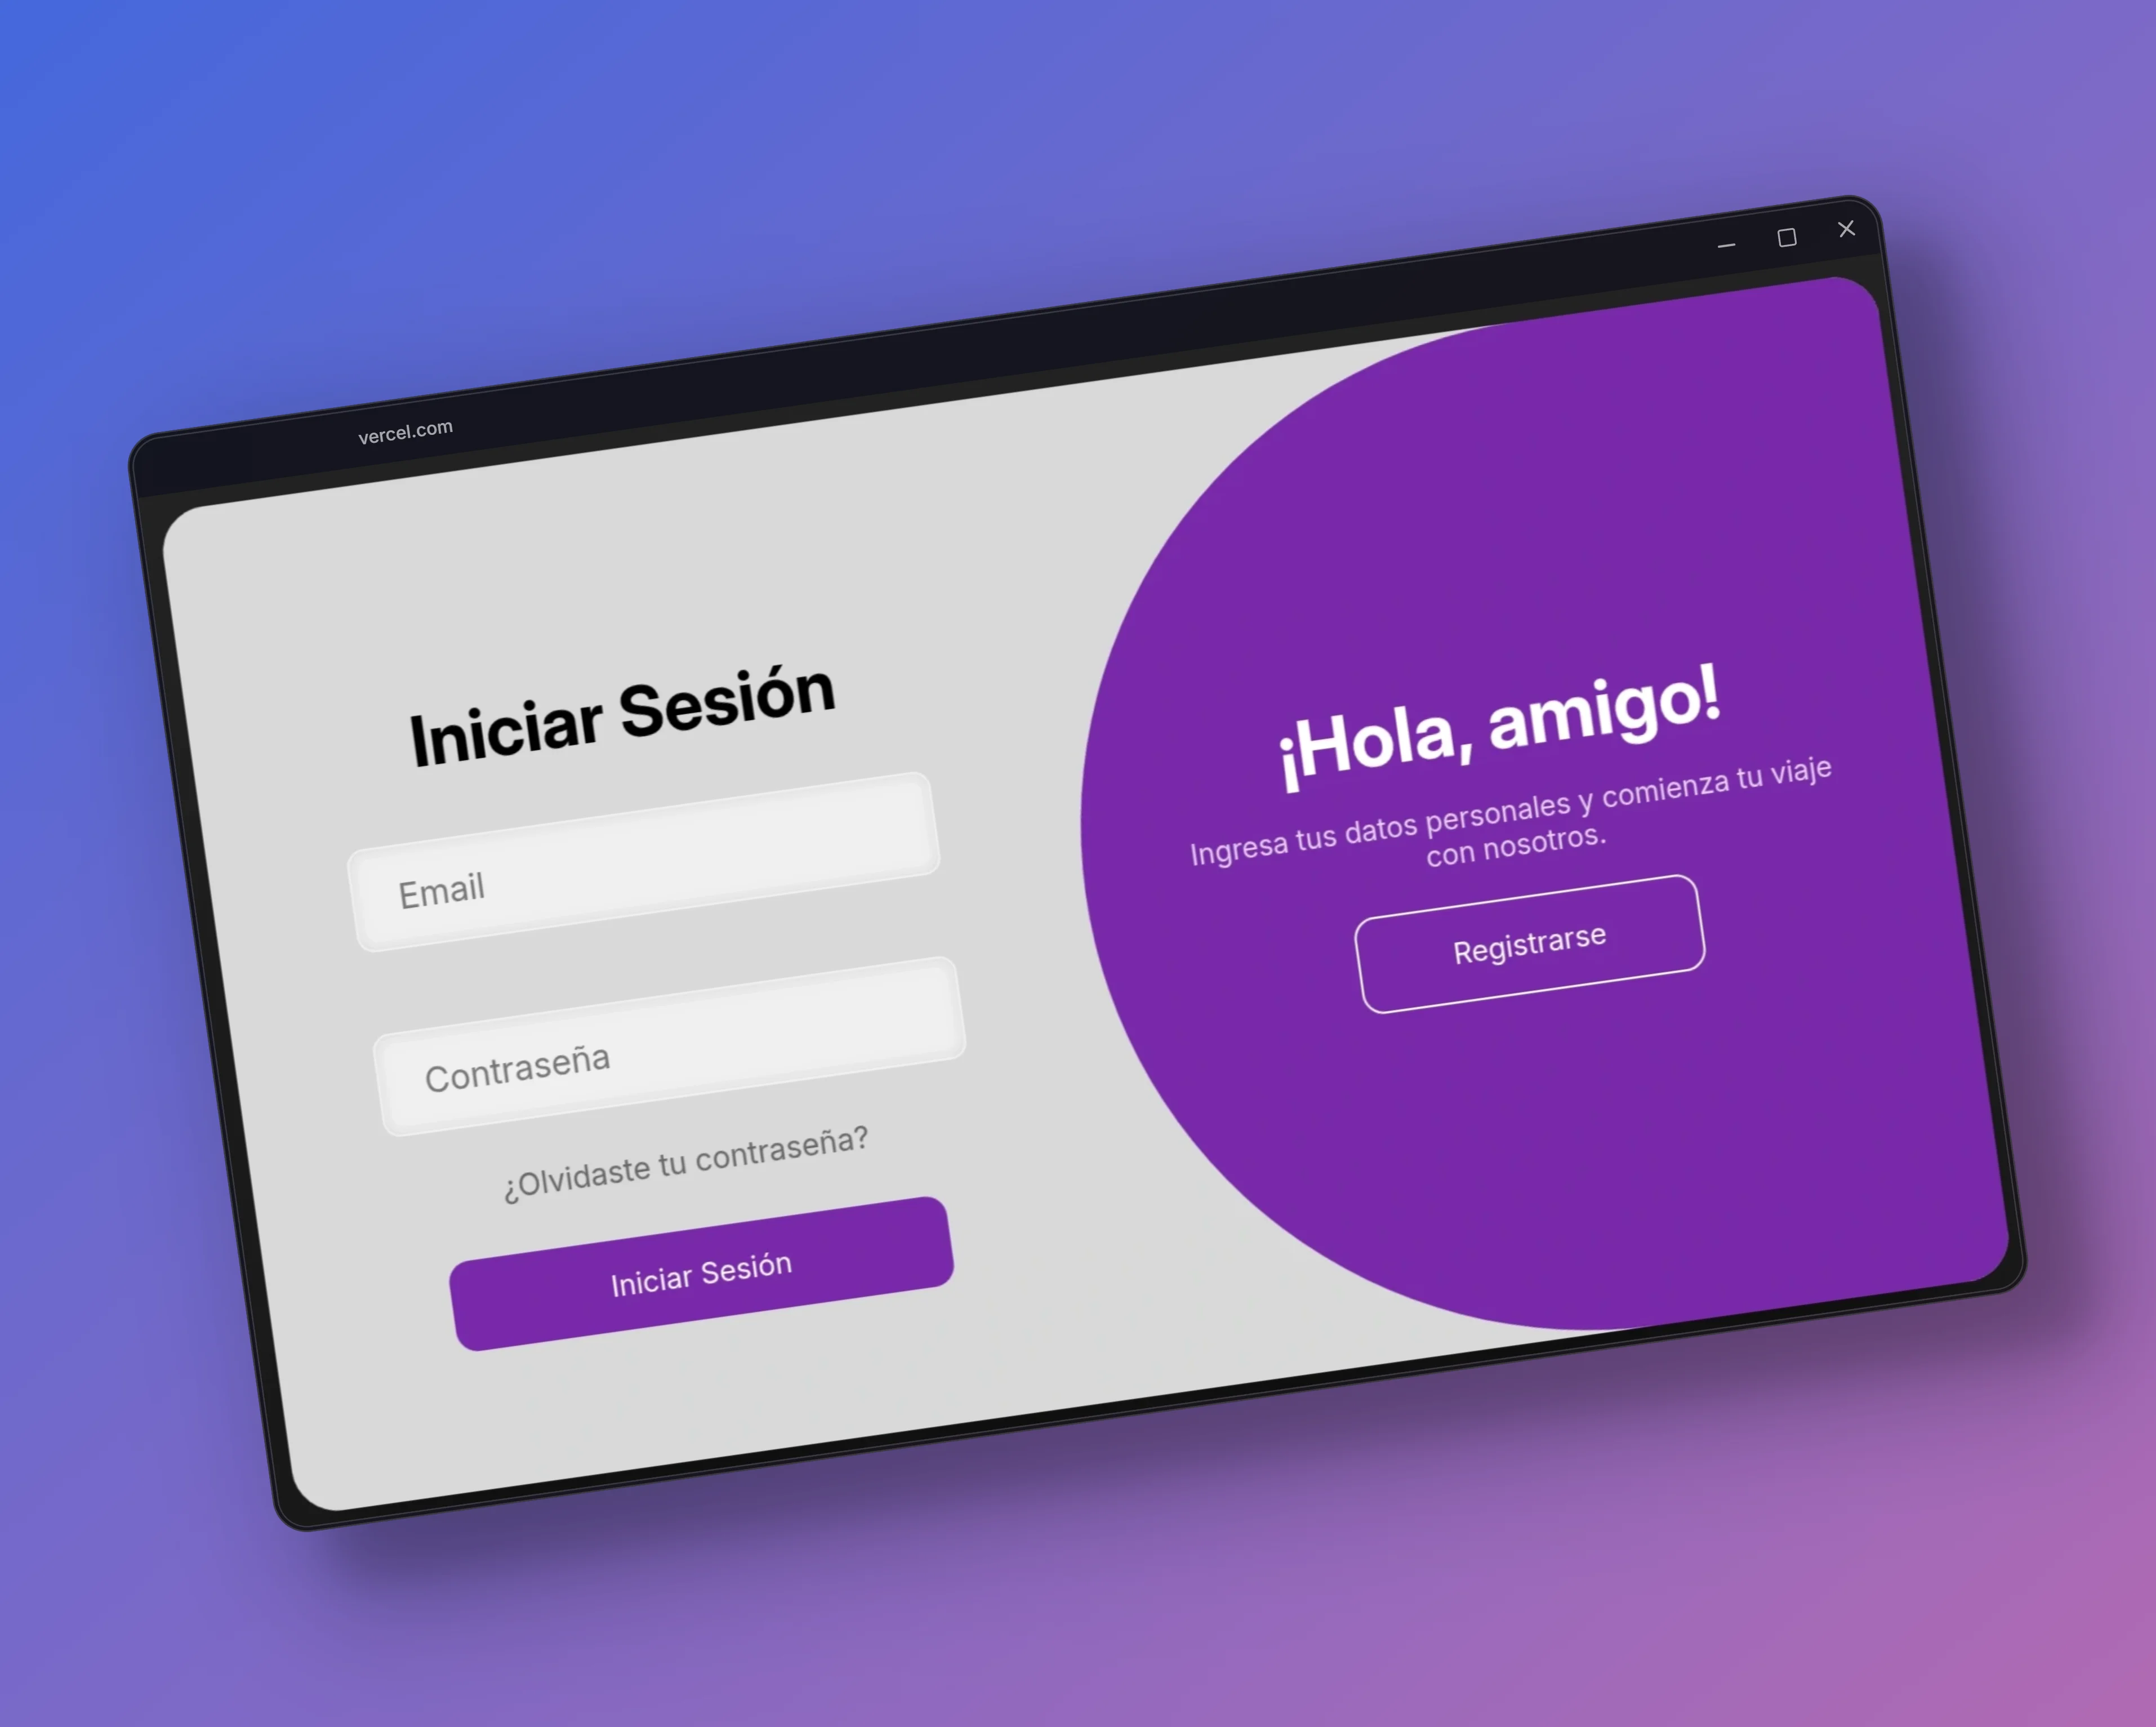 vercel.com
Iniciar Sesión
Email
Contraseña
¿Olvidaste tu contraseña?
Iniciar Sesión
¡Hola, amigo!
Ingresa tus datos personales y comienza tu viaje
con nosotros.
Registrarse